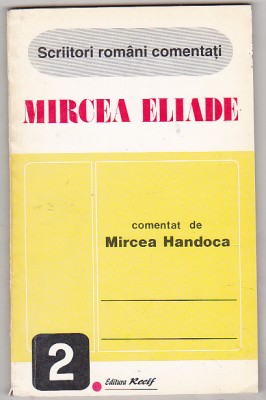 Scriitori români comentați
MIRCEA ELIADE
comentat de
Mircea Handoca
2
Editura Recif